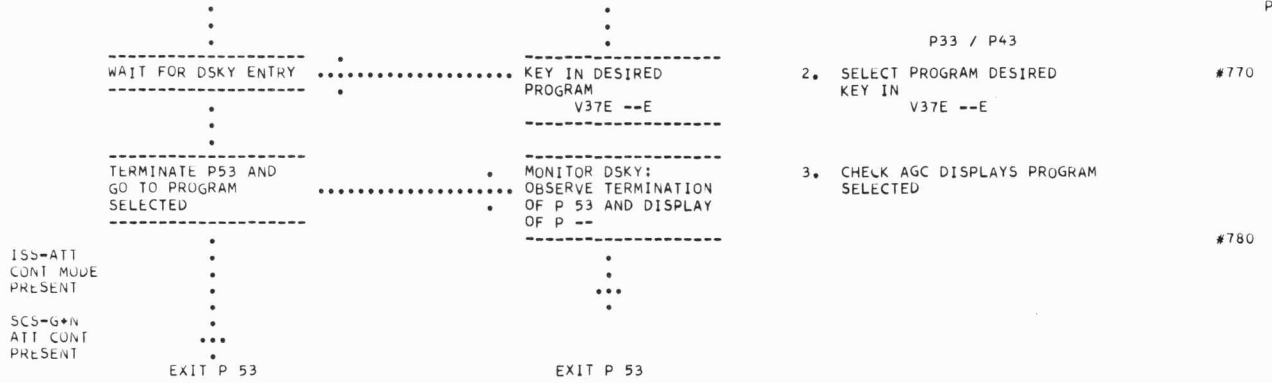 P
P33 / P43
WAIT FOR DSKY ENTRY
KEY IN DESIRED
PROGRAM
V37E --E
2. SELECT PROGRAM DESIRED
KEY IN
V37E --E
#770
TERMINATE P53 AND
GO TO PROGRAM
SELECTED
MONITOR DSKY:
OBSERVE TERMINATION
OF P 53 AND DISPLAY
OF P --
3. CHECK AGC DISPLAYS PROGRAM
SELECTED
#780
ISS-ATT
CONT MODE
PRESENT
SCS-G+N
ATT CONT
PRESENT
EXIT P 53
EXIT P 53